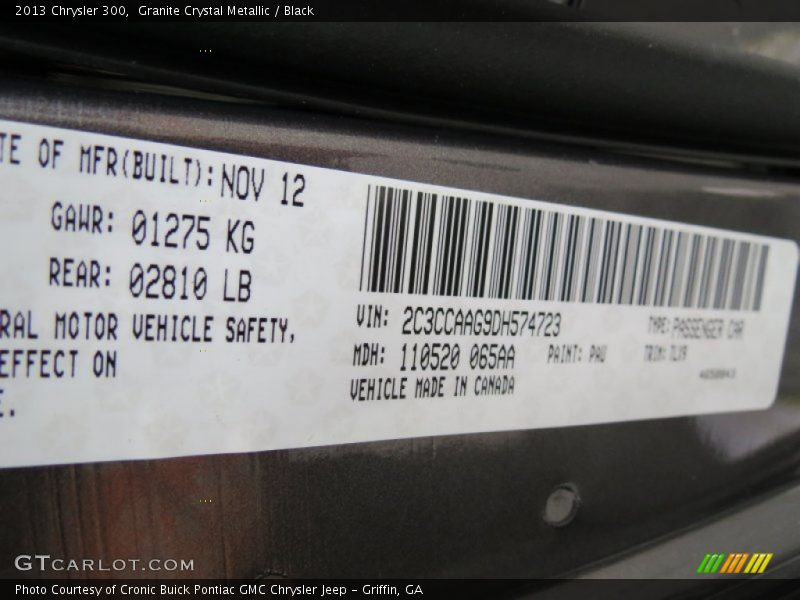 2013 Chrysler 300,  Granite Crystal Metallic / Black
TE OF MFR(BUILT): NOV 12
GAWR: 01275 KG
REAR: 02810 LB
RAL MOTOR VEHICLE SAFETY,
EFFECT ON
E.
VIN: 2C3CCAAG9DH574723
TYPE: PASSENGER CAR
MDH: 110520 065AA
PAINT: PAU
TRIM: TLX9
VEHICLE MADE IN CANADA
GTCARLOT.COM
Photo Courtesy of Cronic Buick Pontiac GMC Chrysler Jeep - Griffin, GA